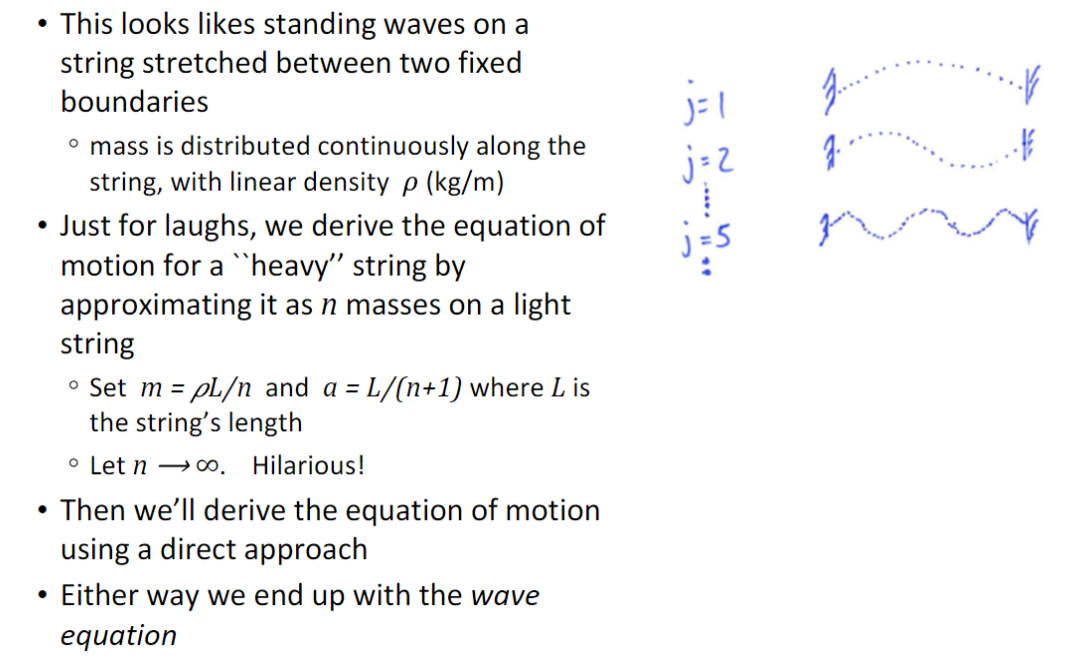 • This looks likes standing waves on a
string stretched between two fixed
boundaries
◦ mass is distributed continuously along the
string, with linear density ρ (kg/m)
• Just for laughs, we derive the equation of
motion for a ``heavy” string by
approximating it as n masses on a light
string
◦ Set m = ρL/n and a = L/(n+1) where L is
the string’s length
◦ Let n ⟶ ∞. Hilarious!
• Then we’ll derive the equation of motion
using a direct approach
• Either way we end up with the wave
equation
j=1
j=2
j=5